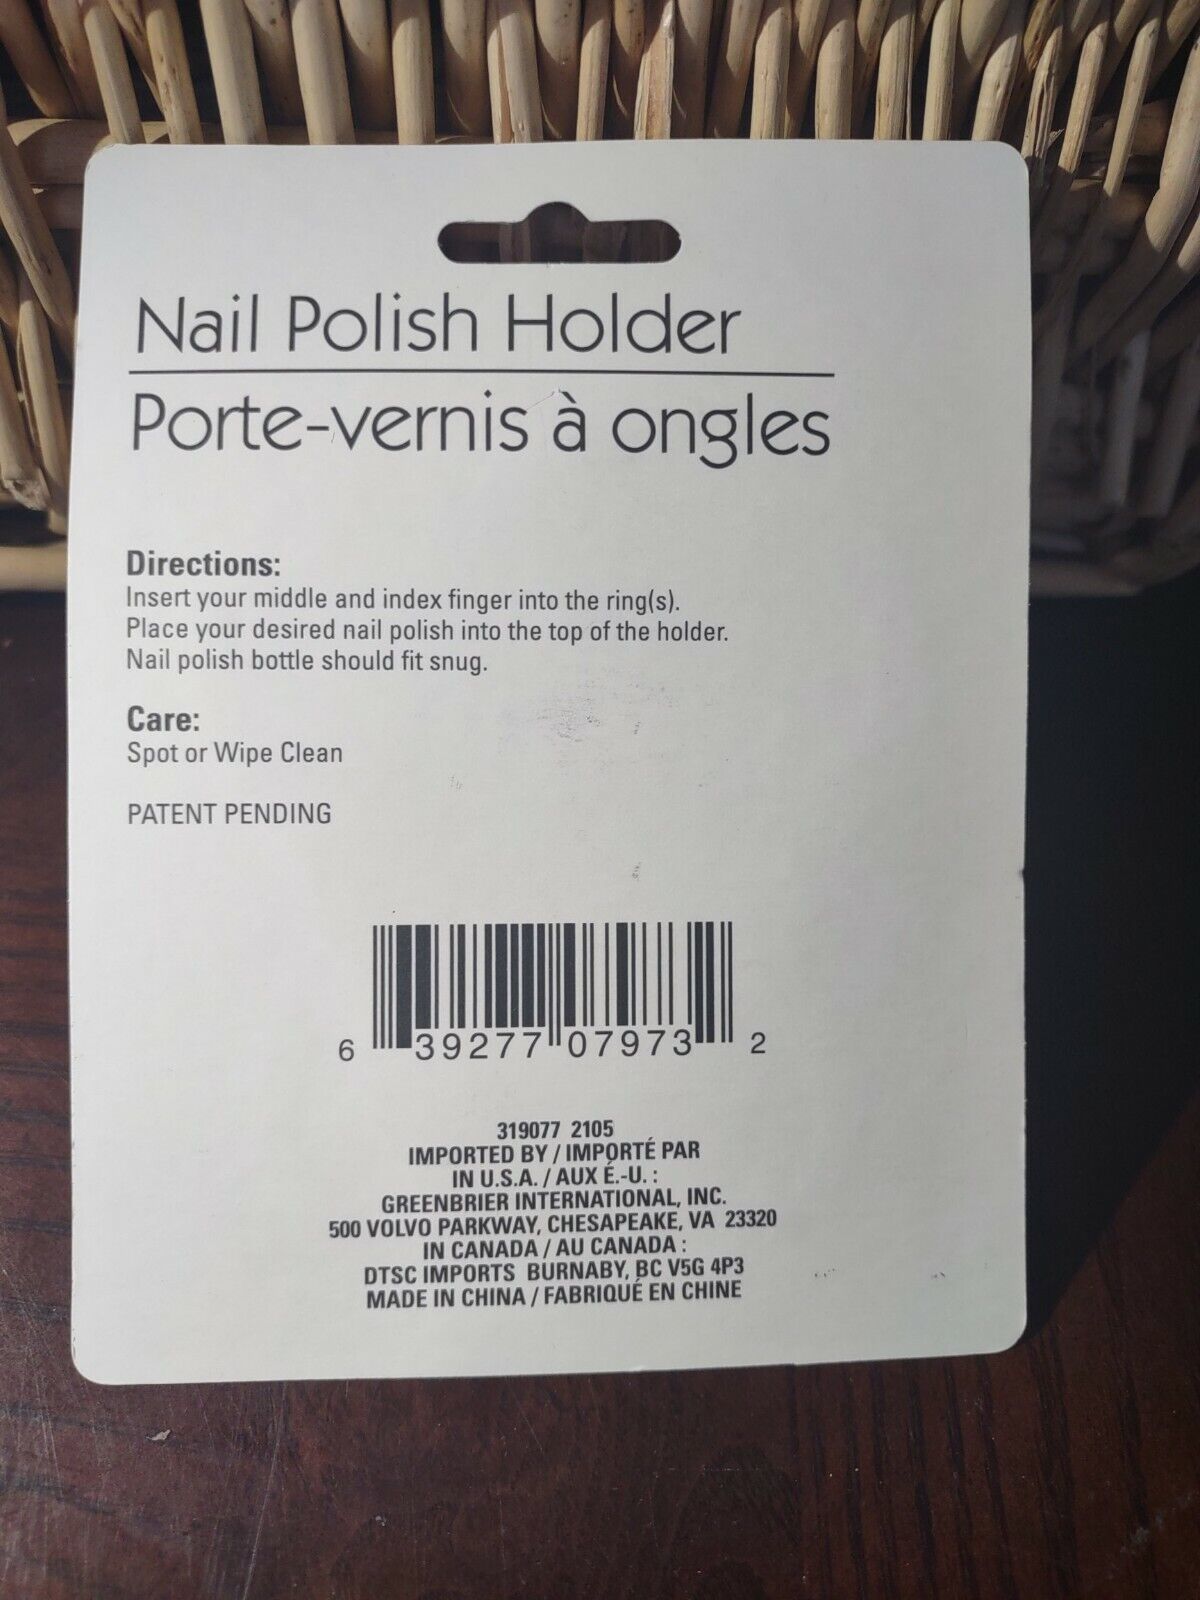 Nail Polish Holder
Porte-vernis à ongles
Directions:
Insert your middle and index finger into the ring(s).
Place your desired nail polish into the top of the holder.
Nail polish bottle should fit snug.
Care:
Spot or Wipe Clean
PATENT PENDING
6 39277 07973 2
319077 2105
IMPORTED BY / IMPORTÉ PAR
IN U.S.A. / AUX É.-U. :
GREENBRIER INTERNATIONAL, INC.
500 VOLVO PARKWAY, CHESAPEAKE, VA 23320
IN CANADA / AU CANADA :
DTSC IMPORTS BURNABY, BC V5G 4P3
MADE IN CHINA / FABRIQUÉ EN CHINE